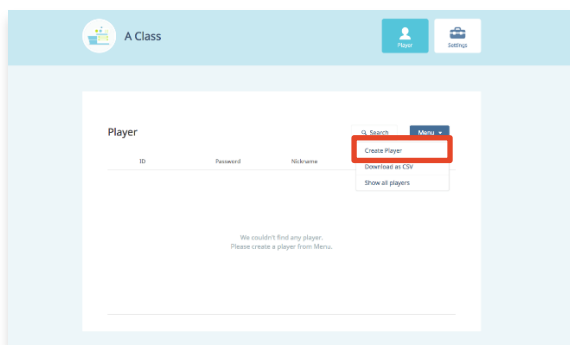 A Class
Player
Settings
Player
Search
Menu
Create Player
ID
Password
Nickname
Download as CSV
Show all players
We couldn't find any player.
Please create a player from Menu.